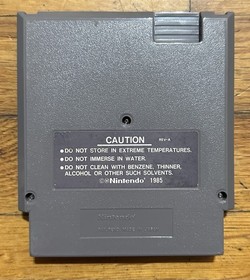 CAUTION
● DO NOT STORE IN EXTREME TEMPERATURES.
● DO NOT IMMERSE IN WATER.
● DO NOT CLEAN WITH BENZENE, THINNER,
ALCOHOL OR OTHER SUCH SOLVENTS.
©®Nintendo® 1985